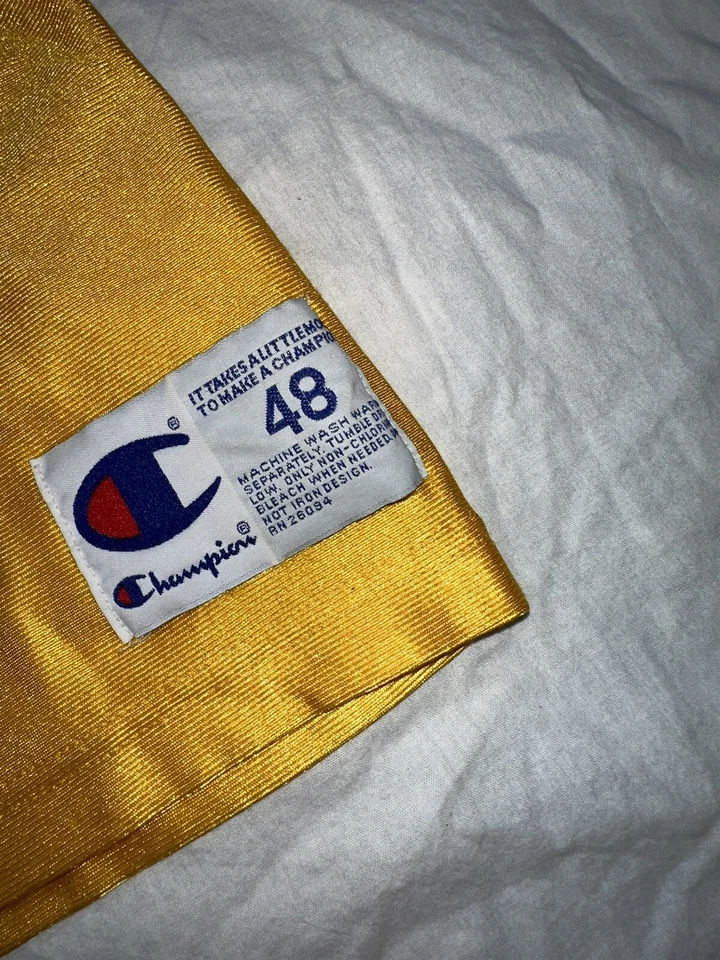 ®
®
Champion
IT TAKES A LITTLE MO
TO MAKE A CHAMPIO
48
MACHINE WASH WAR
SEPARATELY. TUMBLE DR
LOW. ONLY NON-CHLORIN
BLEACH WHEN NEEDED.
NOT IRON DESIGN.
RN 26094